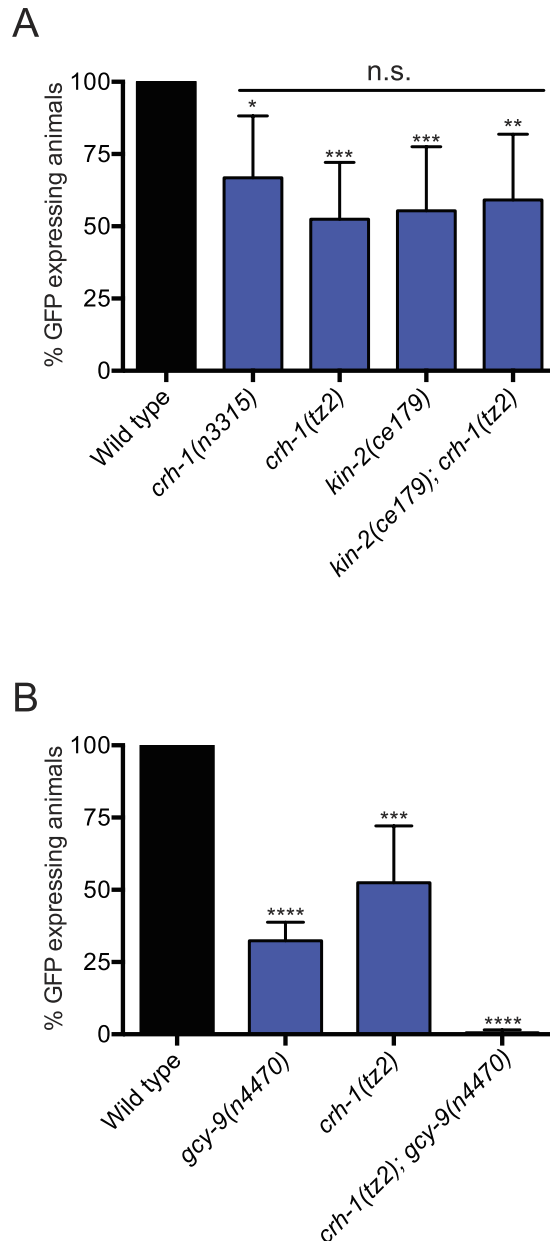 A
n.s.
% GFP expressing animals
100
75
50
25
0
*
***
***
**
Wild type
crh-1(n3315)
crh-1(tz2)
kin-2(ce179)
kin-2(ce179); crh-1(tz2)
B
% GFP expressing animals
100
75
50
25
0
****
***
****
Wild type
gcy-9(n4470)
crh-1(tz2)
crh-1(tz2); gcy-9(n4470)